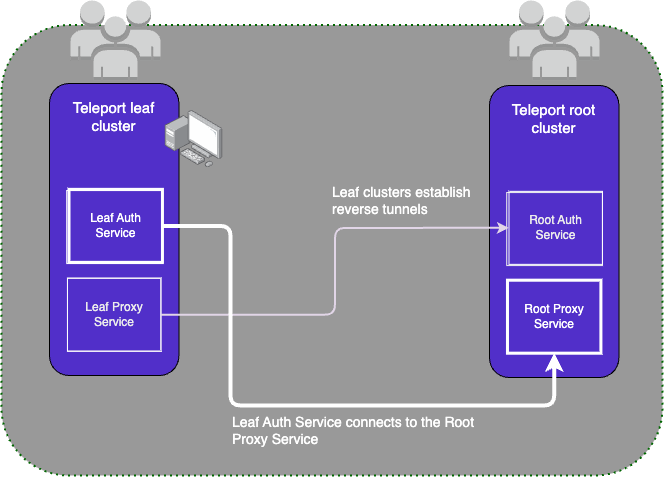 Teleport leaf
cluster
Teleport root
cluster
Leaf clusters establish
reverse tunnels
Leaf Auth
Service
Root Auth
Service
Leaf Proxy
Service
Root Proxy
Service
Leaf Auth Service connects to the Root
Proxy Service